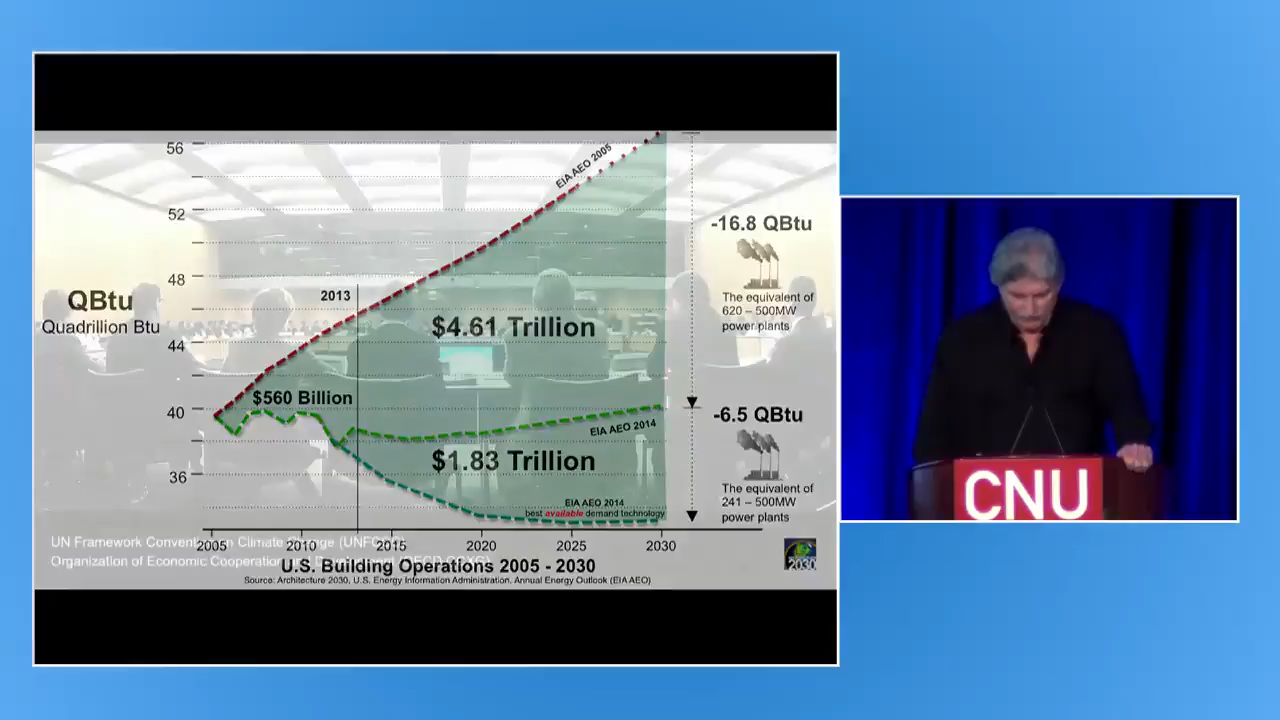 56
52
48
44
40
36
QBtu
Quadrillion Btu
EIA AEO 2005
2013
$4.61 Trillion
$560 Billion
EIA AEO 2014
$1.83 Trillion
EIA AEO 2014
best available demand technology
-16.8 QBtu
The equivalent of
620 – 500MW
power plants
-6.5 QBtu
The equivalent of
241 – 500MW
power plants
2005 2010 2015 2020 2025 2030
UN Framework Convention on Climate Change
Organization of Economic Cooperation
U.S. Building Operations 2005 - 2030
Source: Architecture 2030, U.S. Energy Information Administration. Annual Energy Outlook (EIA AEO)
2030
CNU